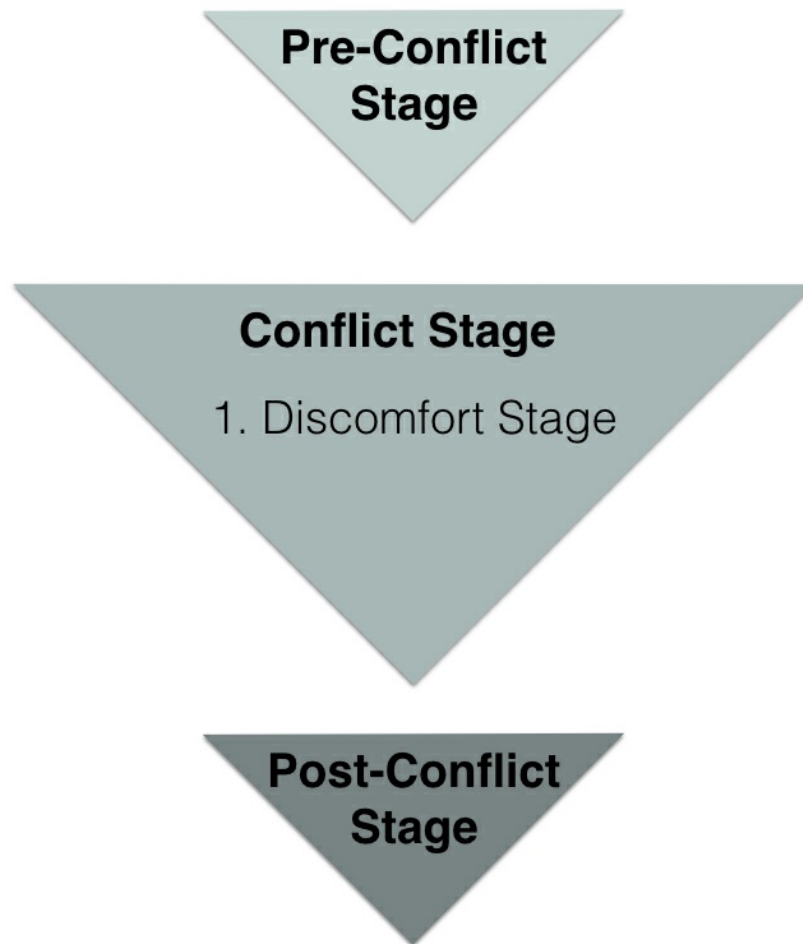 Pre-Conflict
Stage
Conflict Stage
1. Discomfort Stage
Post-Conflict
Stage